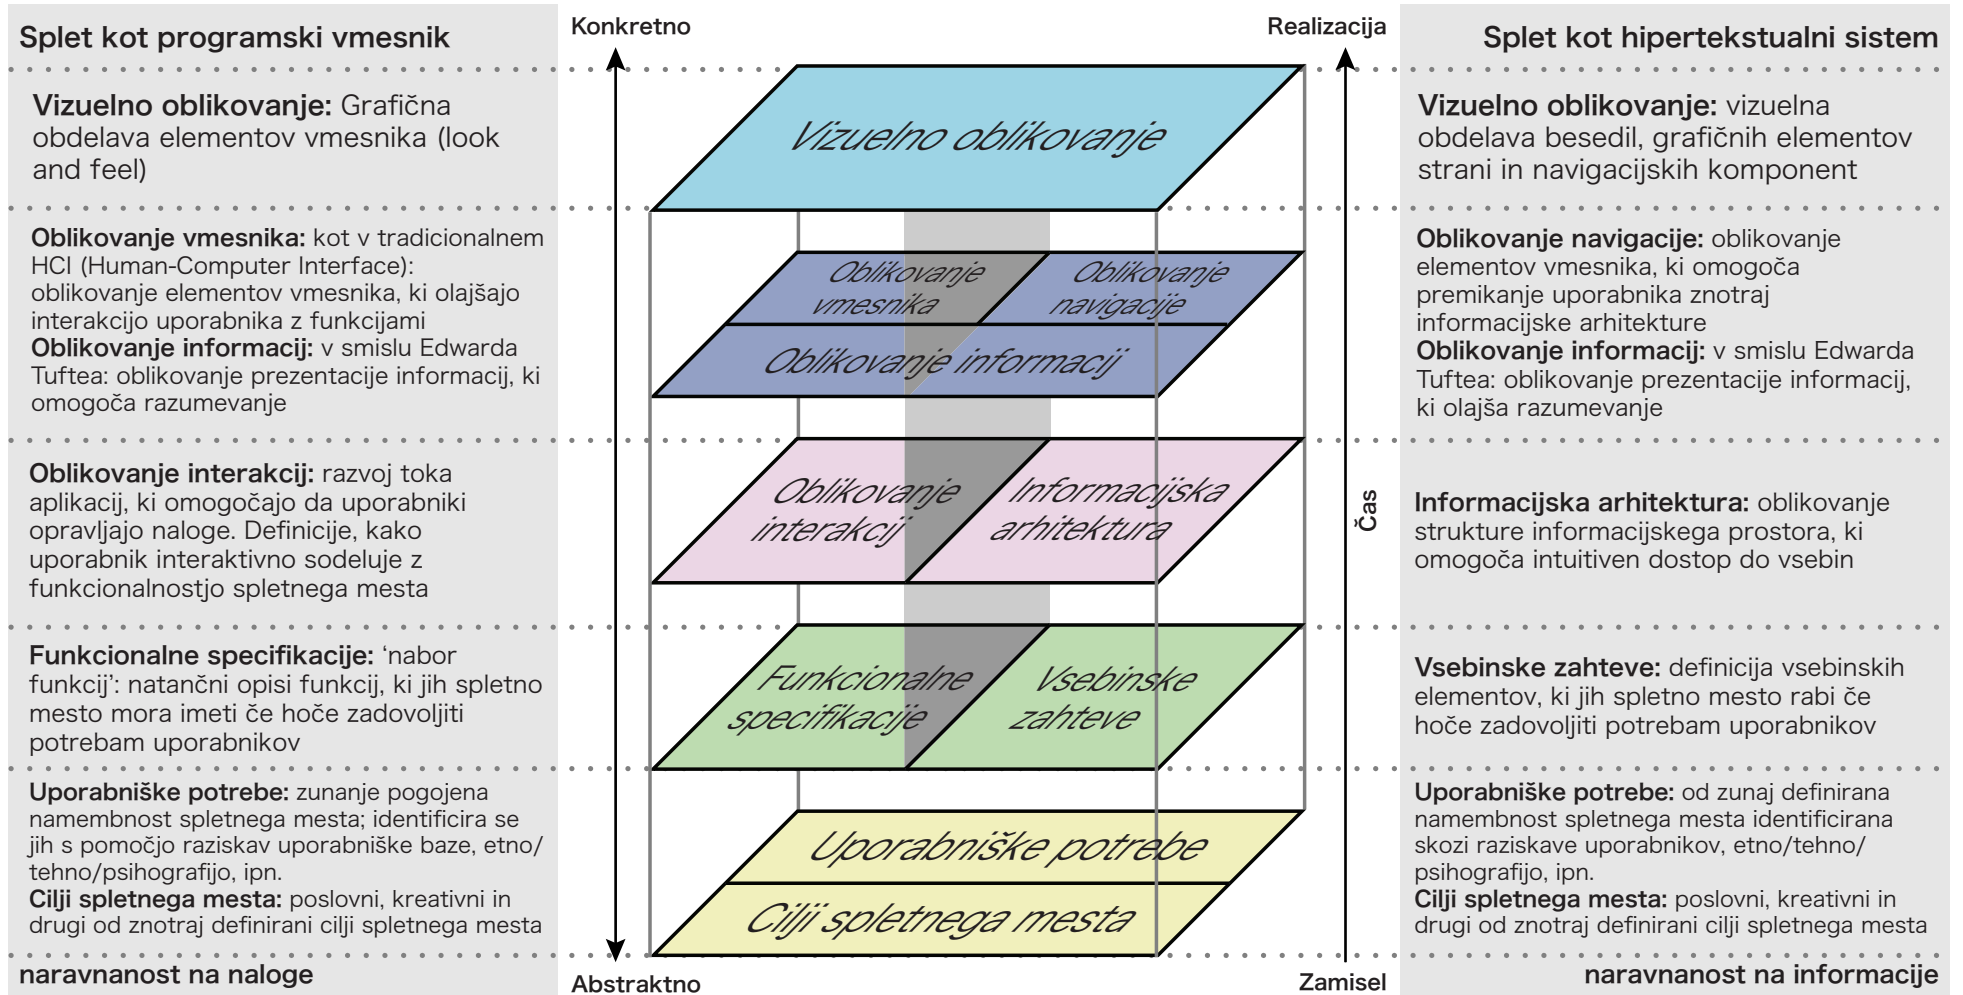 Splet kot programski vmesnik
Vizuelno oblikovanje: Grafična
obdelava elementov vmesnika (look
and feel)
Oblikovanje vmesnika: kot v tradicionalnem
HCI (Human-Computer Interface):
oblikovanje elementov vmesnika, ki olajšajo
interakcijo uporabnika z funkcijami
Oblikovanje informacij: v smislu Edwarda
Tuftea: oblikovanje prezentacije informacij, ki
omogoča razumevanje
Oblikovanje interakcij: razvoj toka
aplikacij, ki omogočajo da uporabniki
opravljajo naloge. Definicije, kako
uporabnik interaktivno sodeluje z
funkcionalnostjo spletnega mesta
Funkcionalne specifikacije: ‘nabor
funkcij’: natančni opisi funkcij, ki jih spletno
mesto mora imeti če hoče zadovoljiti
potrebam uporabnikov
Uporabniške potrebe: zunanje pogojena
namembnost spletnega mesta; identificira se
jih s pomočjo raziskav uporabniške baze, etno/
tehno/psihografijo, ipn.
Cilji spletnega mesta: poslovni, kreativni in
drugi od znotraj definirani cilji spletnega mesta
naravnanost na naloge
Konkretno
Abstraktno
Vizuelno oblikovanje
Oblikovanje
vmesnika
Oblikovanje
navigacije
Oblikovanje informacij
Oblikovanje
interakcij
Informacijska
arhitektura
Funkcionalne
specifikacije
Vsebinske
zahteve
Uporabniške potrebe
Cilji spletnega mesta
Realizacija
Čas
Zamisel
Splet kot hipertekstualni sistem
Vizuelno oblikovanje: vizuelna
obdelava besedil, grafičnih elementov
strani in navigacijskih komponent
Oblikovanje navigacije: oblikovanje
elementov vmesnika, ki omogoča
premikanje uporabnika znotraj
informacijske arhitekture
Oblikovanje informacij: v smislu Edwarda
Tuftea: oblikovanje prezentacije informacij,
ki olajša razumevanje
Informacijska arhitektura: oblikovanje
strukture informacijskega prostora, ki
omogoča intuitiven dostop do vsebin
Vsebinske zahteve: definicija vsebinskih
elementov, ki jih spletno mesto rabi če
hoče zadovoljiti potrebam uporabnikov
Uporabniške potrebe: od zunaj definirana
namembnost spletnega mesta identificirana
skozi raziskave uporabnikov, etno/tehno/
psihografijo, ipn.
Cilji spletnega mesta: poslovni, kreativni in
drugi od znotraj definirani cilji spletnega mesta
naravnanost na informacije